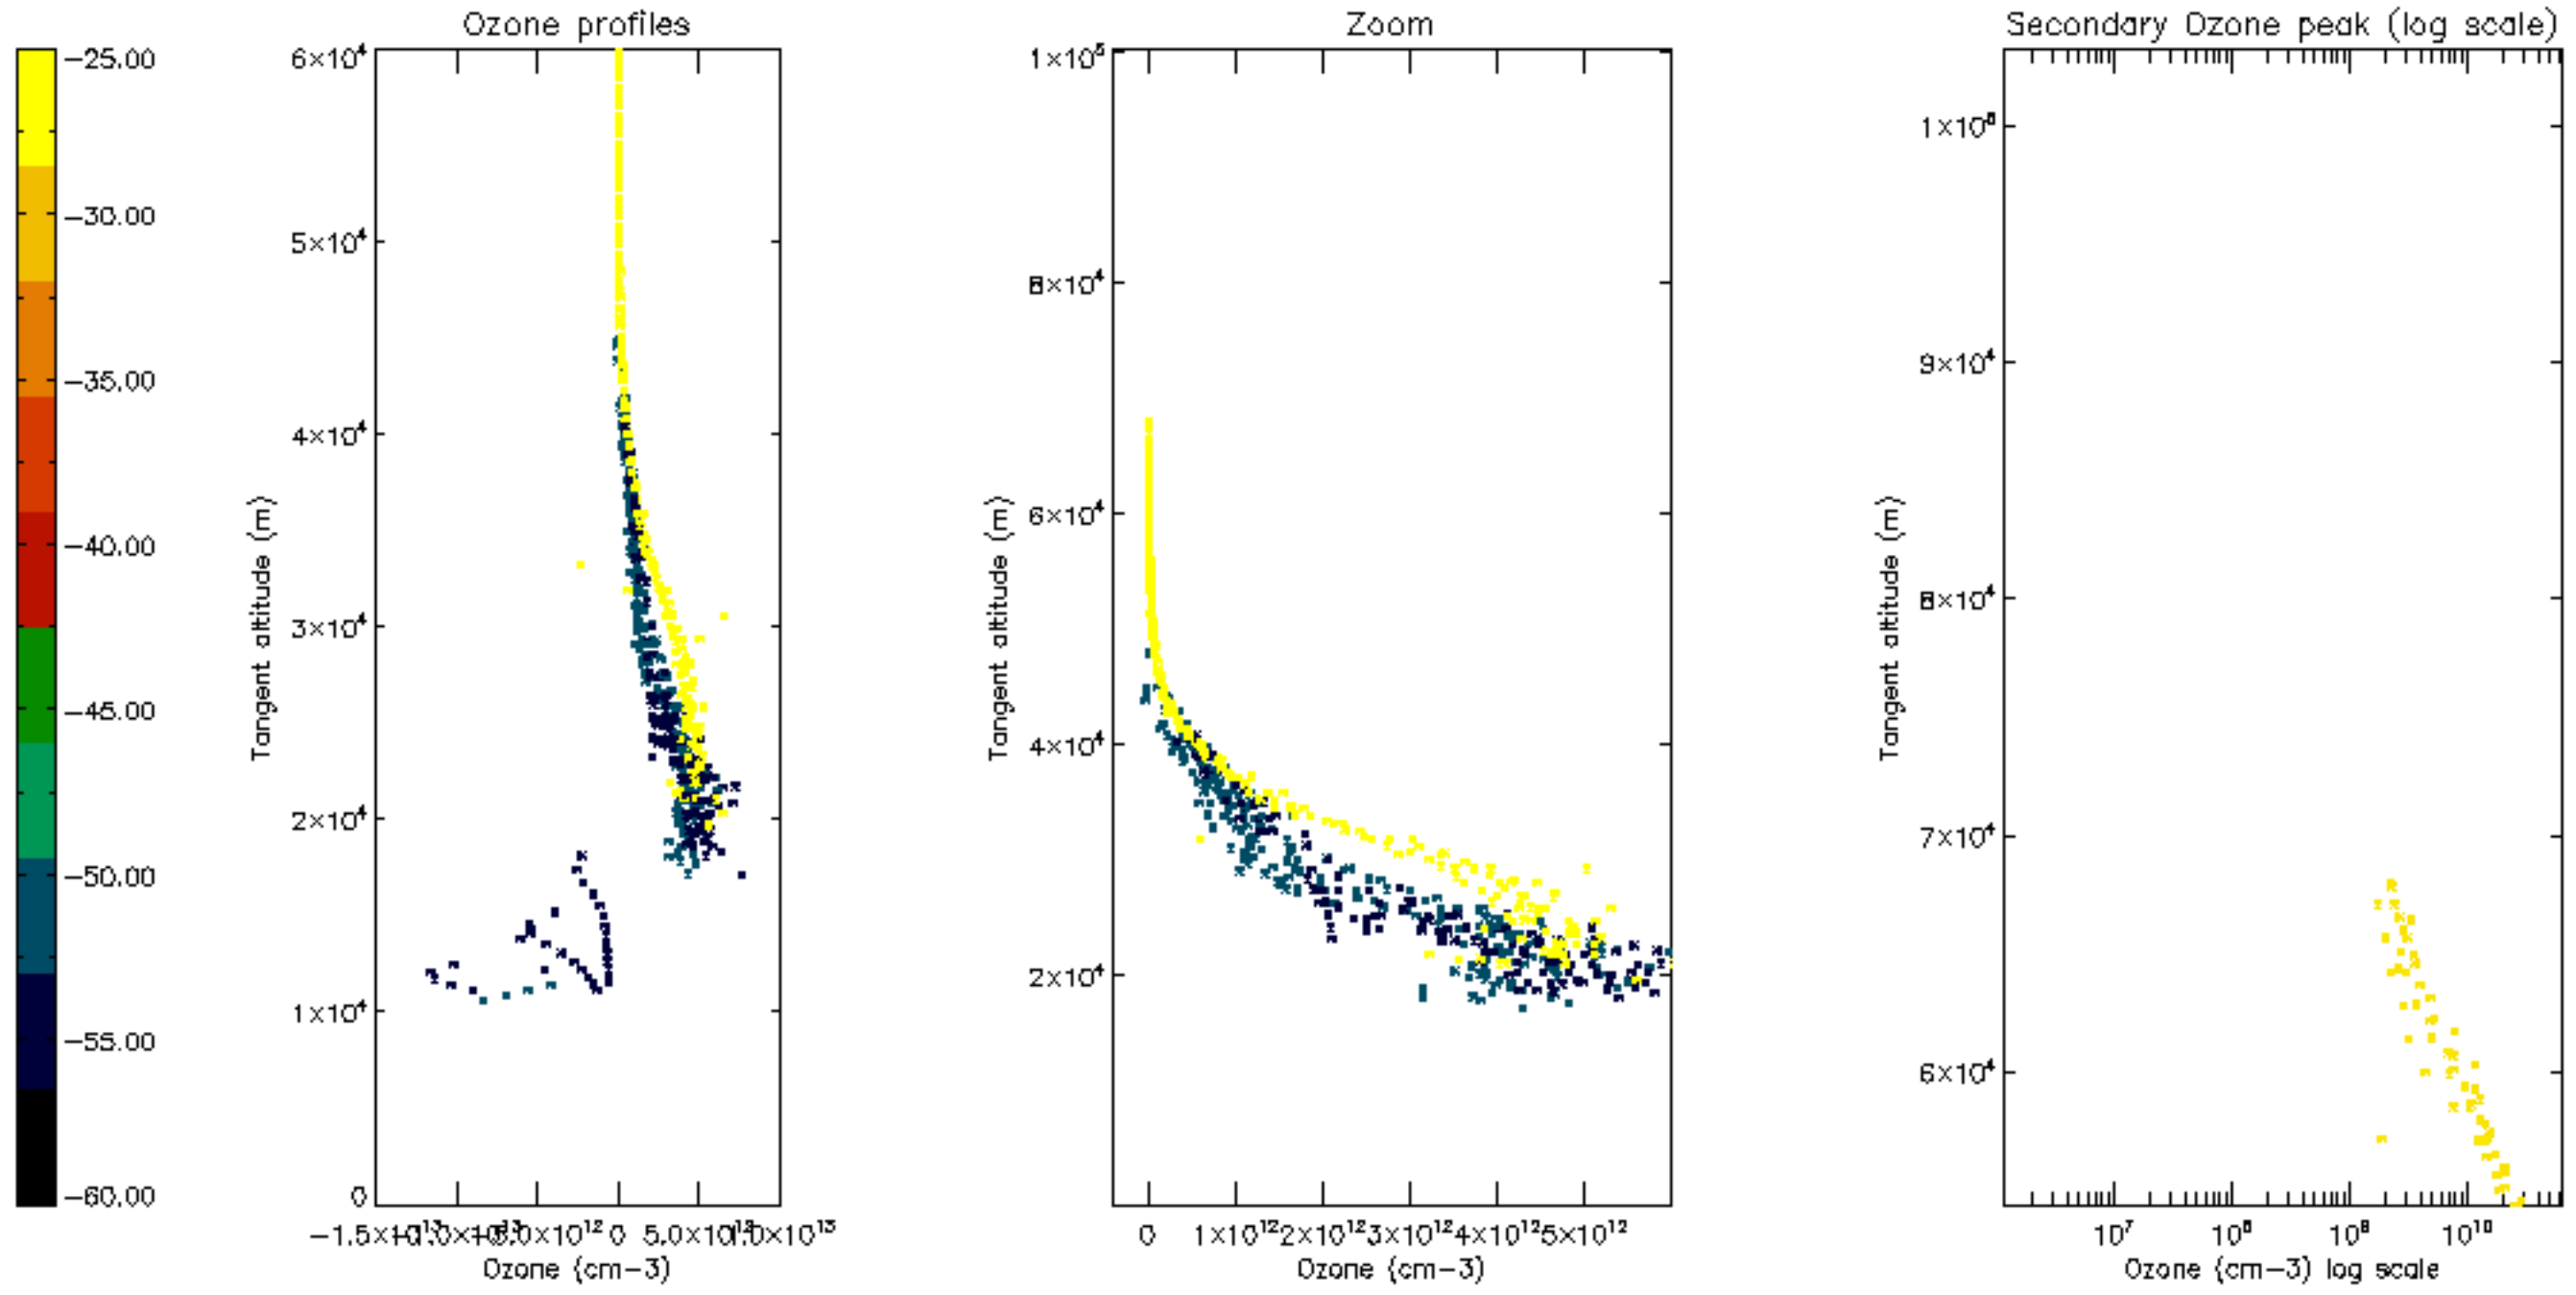 Ozone profiles
Zoom
Secondary Ozone peak (log scale)
−25.00
−30.00
−35.00
−40.00
−45.00
−50.00
−55.00
−60.00
6×10⁴
5×10⁴
4×10⁴
3×10⁴
2×10⁴
1×10⁴
0
Tangent altitude (m)
0
Ozone (cm−3)
1×10⁵
8×10⁴
6×10⁴
4×10⁴
2×10⁴
Tangent altitude (m)
0 1×10¹² 2×10¹² 3×10¹² 4×10¹² 5×10¹²
Ozone (cm−3)
1×10⁵
9×10⁴
8×10⁴
7×10⁴
6×10⁴
Tangent altitude (m)
10⁷ 10⁸ 10⁹ 10¹⁰
Ozone (cm−3) log scale